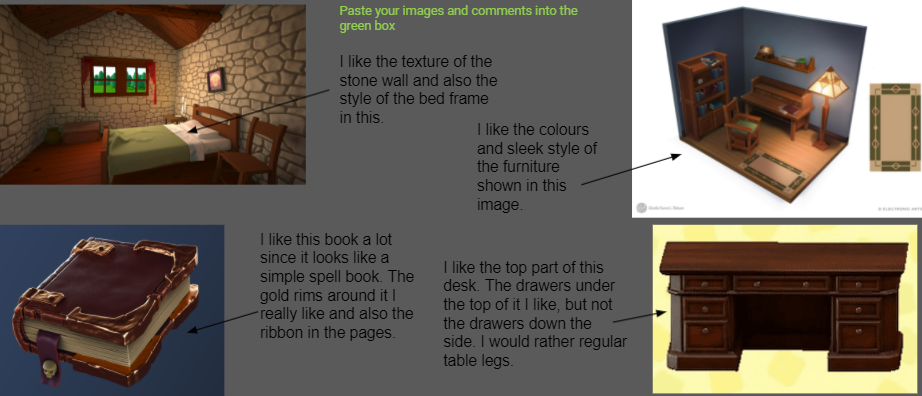 Paste your images and comments into the
green box
I like the texture of the
stone wall and also the
style of the bed frame
in this.
I like the colours
and sleek style of
the furniture
shown in this
image.
© ELECTRONIC ARTS
I like this book a lot
since it looks like a
simple spell book. The
gold rims around it I
really like and also the
ribbon in the pages.
I like the top part of this
desk. The drawers under
the top of it I like, but not
the drawers down the
side. I would rather regular
table legs.